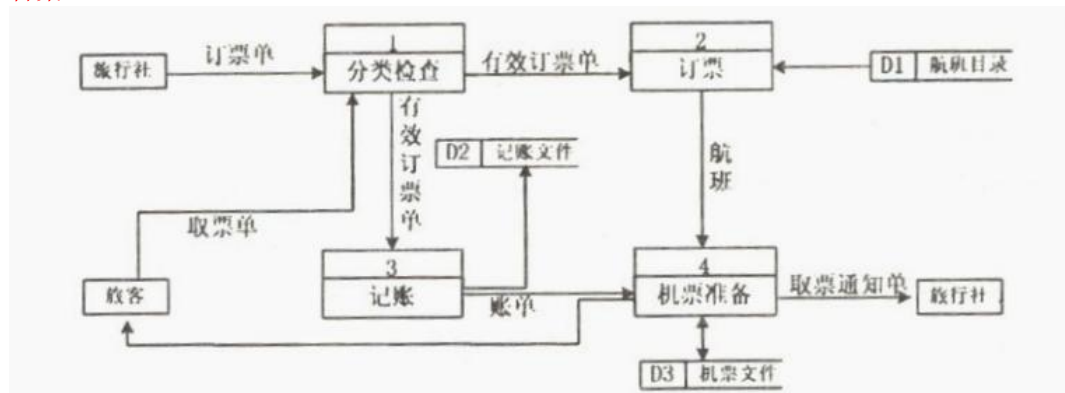 1
2
旅行社
订票单
分类检查
有效订票单
订票
D1 航班目录
有效订票单
D2 记账文件
航班
取票单
3
4
旅客
记账
账单
机票准备
取票通知单
旅行社
D3 机票文件